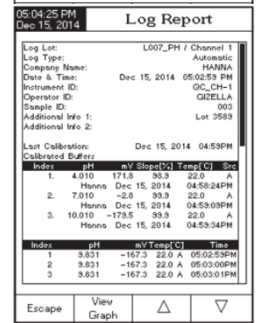 05:04:25 PM
Dec 15, 2014
Log Report
Log Lot: L007_PH / Channel 1
Log Type: Automatic
Company Name: HANNA
Date & Time: Dec 15, 2014 05:02:59 PM
Instrument ID: QC_CH-1
Operator ID: GIZELLA
Sample ID: 003
Additional Info 1: Lot 3589
Additional Info 2:
Last Calibration: Dec 15, 2014 04:59PM
Calibrated Buffers
Index pH mV Slope[%] Temp[°C] Src
1. 4.010 171.8 98.9 22.0 A
Hanna Dec 15, 2014 04:58:24PM
2. 7.010 -2.8 99.9 22.0 A
Hanna Dec 15, 2014 04:59:09PM
3. 10.010 -179.5 99.9 22.0 A
Hanna Dec 15, 2014 04:59:34PM
Index pH mV Temp[°C] Time
1 9.831 -167.3 22.0 A 05:02:59PM
2 9.831 -167.3 22.0 A 05:03:00PM
3 9.831 -167.3 22.0 A 05:03:01PM
Escape
View
Graph